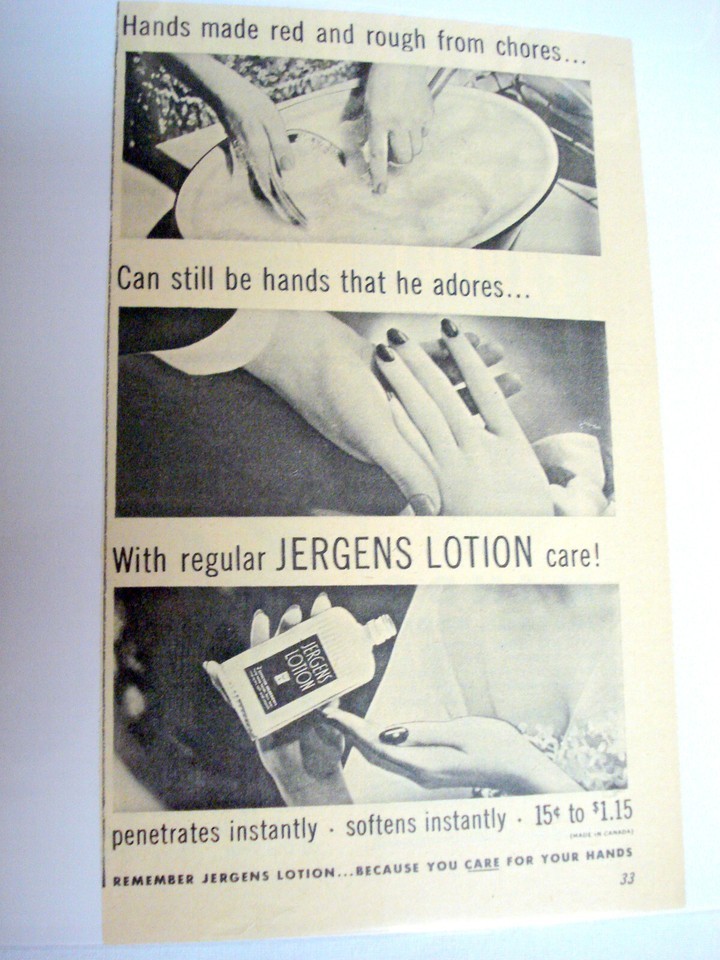 Hands made red and rough from chores...
Can still be hands that he adores...
With regular JERGENS LOTION care!
JERGENS
LOTION
penetrates instantly · softens instantly · 15¢ to $1.15
(MADE IN CANADA)
REMEMBER JERGENS LOTION...BECAUSE YOU CARE FOR YOUR HANDS
33